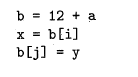 b = 12 + a
x = b[i]
b[j] = y